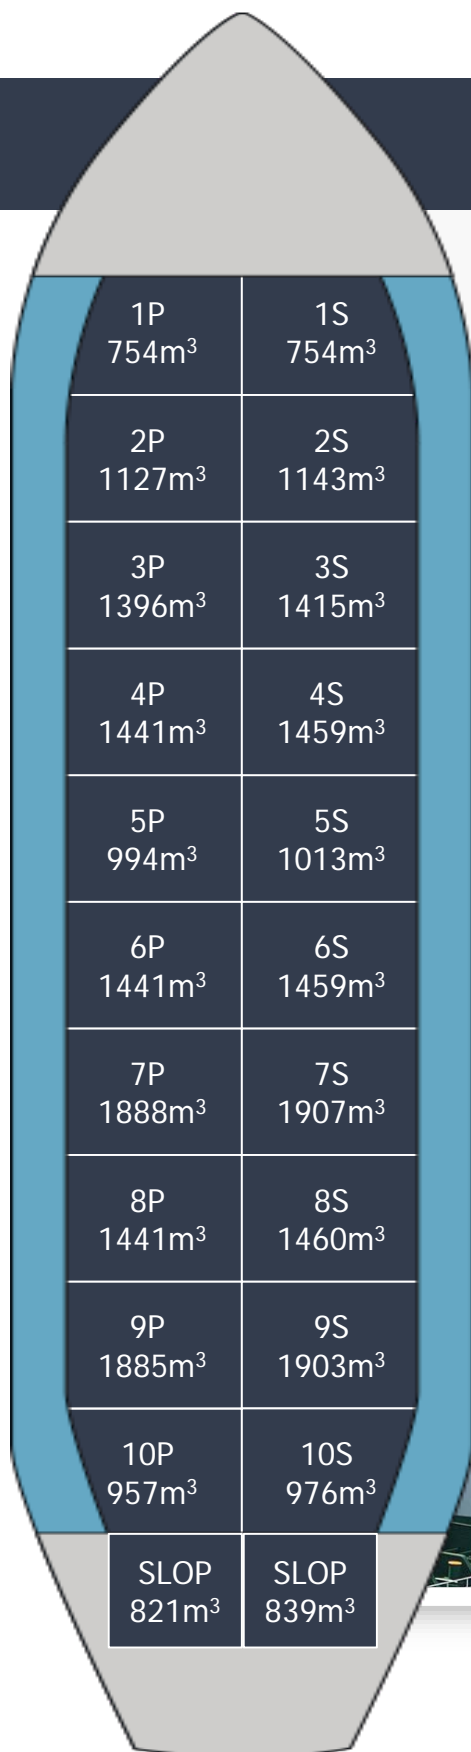 1P
754m³
1S
754m³
2P
1127m³
2S
1143m³
3P
1396m³
3S
1415m³
4P
1441m³
4S
1459m³
5P
994m³
5S
1013m³
6P
1441m³
6S
1459m³
7P
1888m³
7S
1907m³
8P
1441m³
8S
1460m³
9P
1885m³
9S
1903m³
10P
957m³
10S
976m³
SLOP
821m³
SLOP
839m³